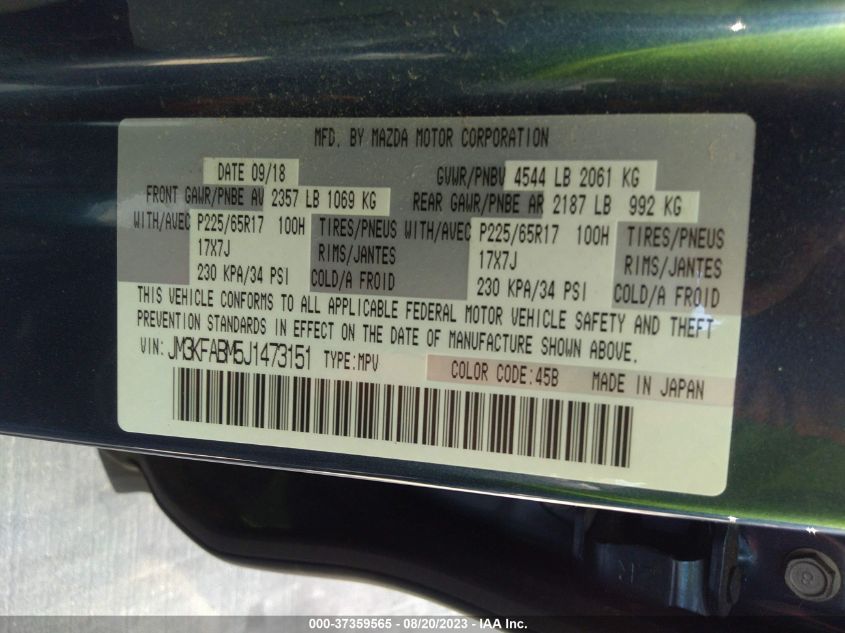 MFD. BY MAZDA MOTOR CORPORATION
DATE 09/18 GVWR/PNBV 4544 LB 2061 KG
FRONT GAWR/PNBE AV 2357 LB 1069 KG REAR GAWR/PNBE AR 2187 LB 992 KG
WITH/AVEC P225/65R17 100H TIRES/PNEUS WITH/AVEC P225/65R17 100H TIRES/PNEUS
17X7J RIMS/JANTES 17X7J RIMS/JANTES
230 KPA/34 PSI COLD/A FROID 230 KPA/34 PSI COLD/A FROID
THIS VEHICLE CONFORMS TO ALL APPLICABLE FEDERAL MOTOR VEHICLE SAFETY AND THEFT
PREVENTION STANDARDS IN EFFECT ON THE DATE OF MANUFACTURE SHOWN ABOVE.
VIN: JM3KFABM5J1473151 TYPE:MPV COLOR CODE:45B MADE IN JAPAN
8
000-37359565 - 08/20/2023 - IAA Inc.